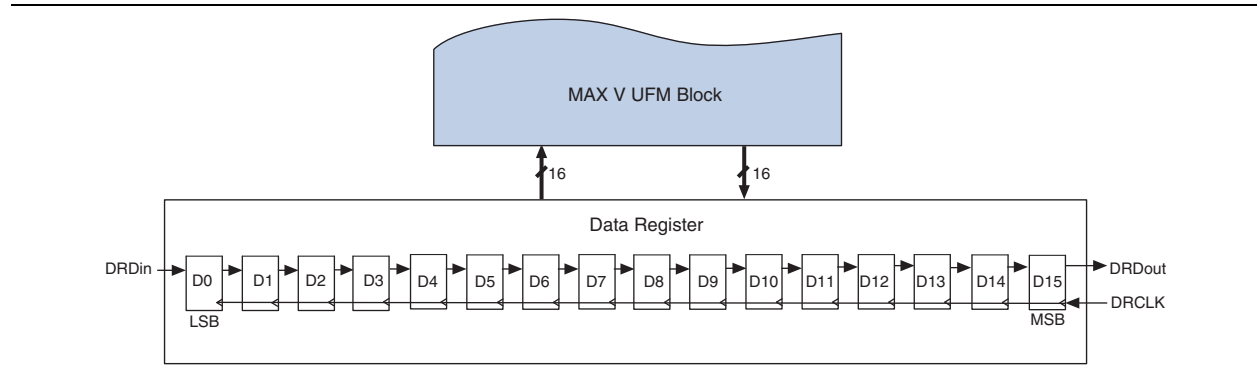 MAX V UFM Block
16 16
Data Register
DRDin D0 D1 D2 D3 D4 D5 D6 D7 D8 D9 D10 D11 D12 D13 D14 D15 DRDout
DRCLK
LSB MSB